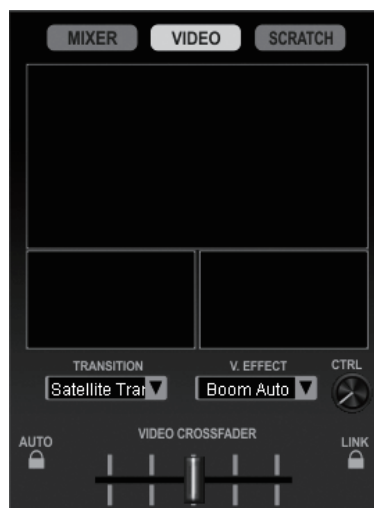 MIXER VIDEO SCRATCH
TRANSITION V. EFFECT CTRL
Satellite Tran Boom Auto
AUTO VIDEO CROSSFADER LINK